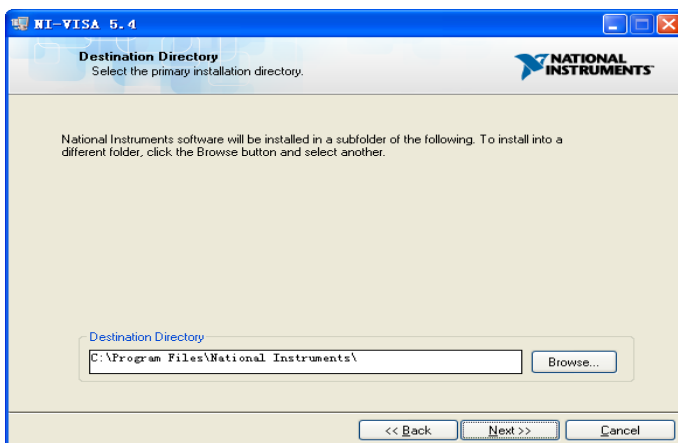 NI-VISA 5.4
Destination Directory
Select the primary installation directory.
NATIONAL
INSTRUMENTS
National Instruments software will be installed in a subfolder of the following. To install into a
different folder, click the Browse button and select another.
Destination Directory
C:\Program Files\National Instruments\
Browse...
<< Back
Next >>
Cancel